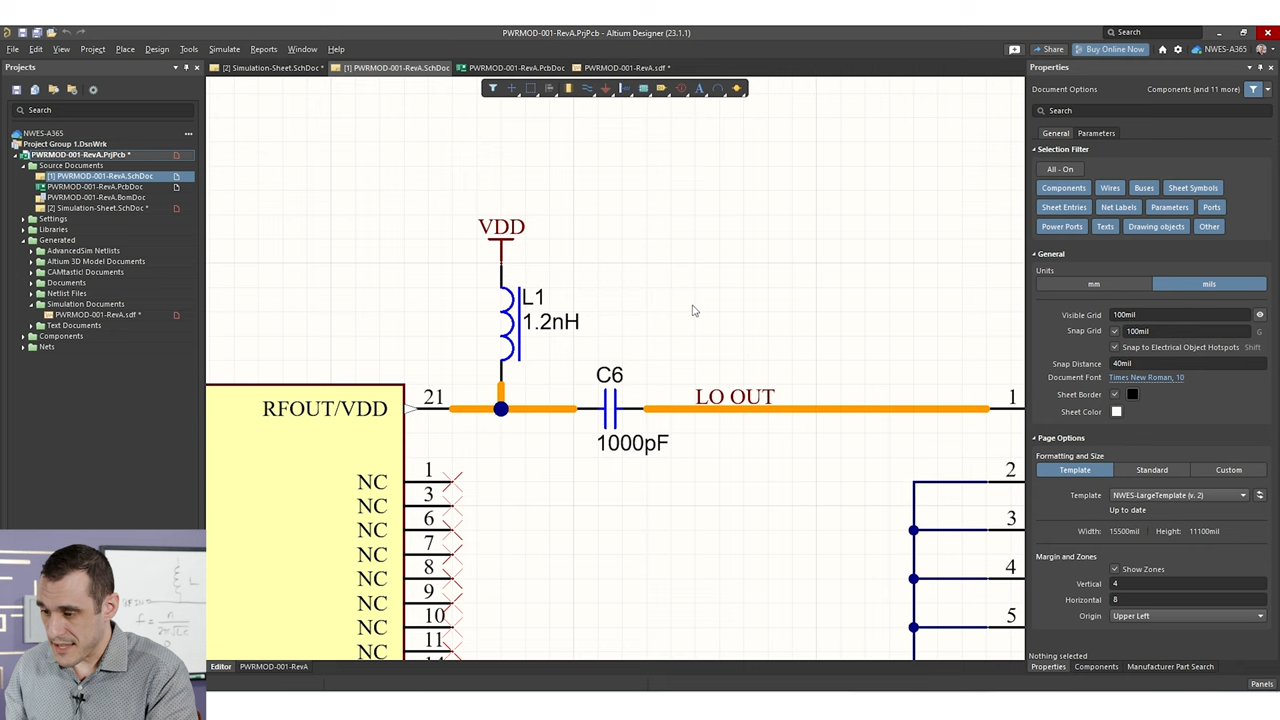 PWRMOD-001-RevA.PrjPcb - Altium Designer (23.1.1)
Search
File Edit View Project Place Design Tools Simulate Reports Window Help
Share Buy Online Now NWES-A365
Projects
[2] Simulation-Sheet.SchDoc * [1] PWRMOD-001-RevA.SchDoc PWRMOD-001-RevA.PcbDoc PWRMOD-001-RevA.sdf *
Properties
Search
NWES-A365
Project Group 1.DsnWrk
PWRMOD-001-RevA.PrjPcb *
Source Documents
[1] PWRMOD-001-RevA.SchDoc
PWRMOD-001-RevA.PcbDoc
PWRMOD-001-RevA.BomDoc
[2] Simulation-Sheet.SchDoc *
Settings
Libraries
Generated
AdvancedSim Netlists
Altium 3D Model Documents
CAMtastic! Documents
Documents
Netlist Files
Simulation Documents
PWRMOD-001-RevA.sdf *
Text Documents
Components
Nets
VDD
L1
1.2nH
C6
1000pF
LO OUT
RFOUT/VDD 21
1
NC 1
NC 3
NC 6
NC 7
NC 8
NC 9
NC 10
NC 11
2
3
4
5
Document Options Components (and 11 more)
Search
General Parameters
Selection Filter
All - On
Components Wires Buses Sheet Symbols
Sheet Entries Net Labels Parameters Ports
Power Ports Texts Drawing objects Other
General
Units
mm mils
Visible Grid 100mil
Snap Grid 100mil G
Snap to Electrical Object Hotspots Shift
Snap Distance 40mil
Document Font Times New Roman, 10
Sheet Border
Sheet Color
Page Options
Formatting and Size
Template Standard Custom
Template NWES-LargeTemplate (v. 2)
Up to date
Width: 15500mil Height: 11100mil
Margin and Zones
Show Zones
Vertical 4
Horizontal 8
Origin Upper Left
Nothing selected
Editor PWRMOD-001-RevA
Properties Components Manufacturer Part Search
Panels